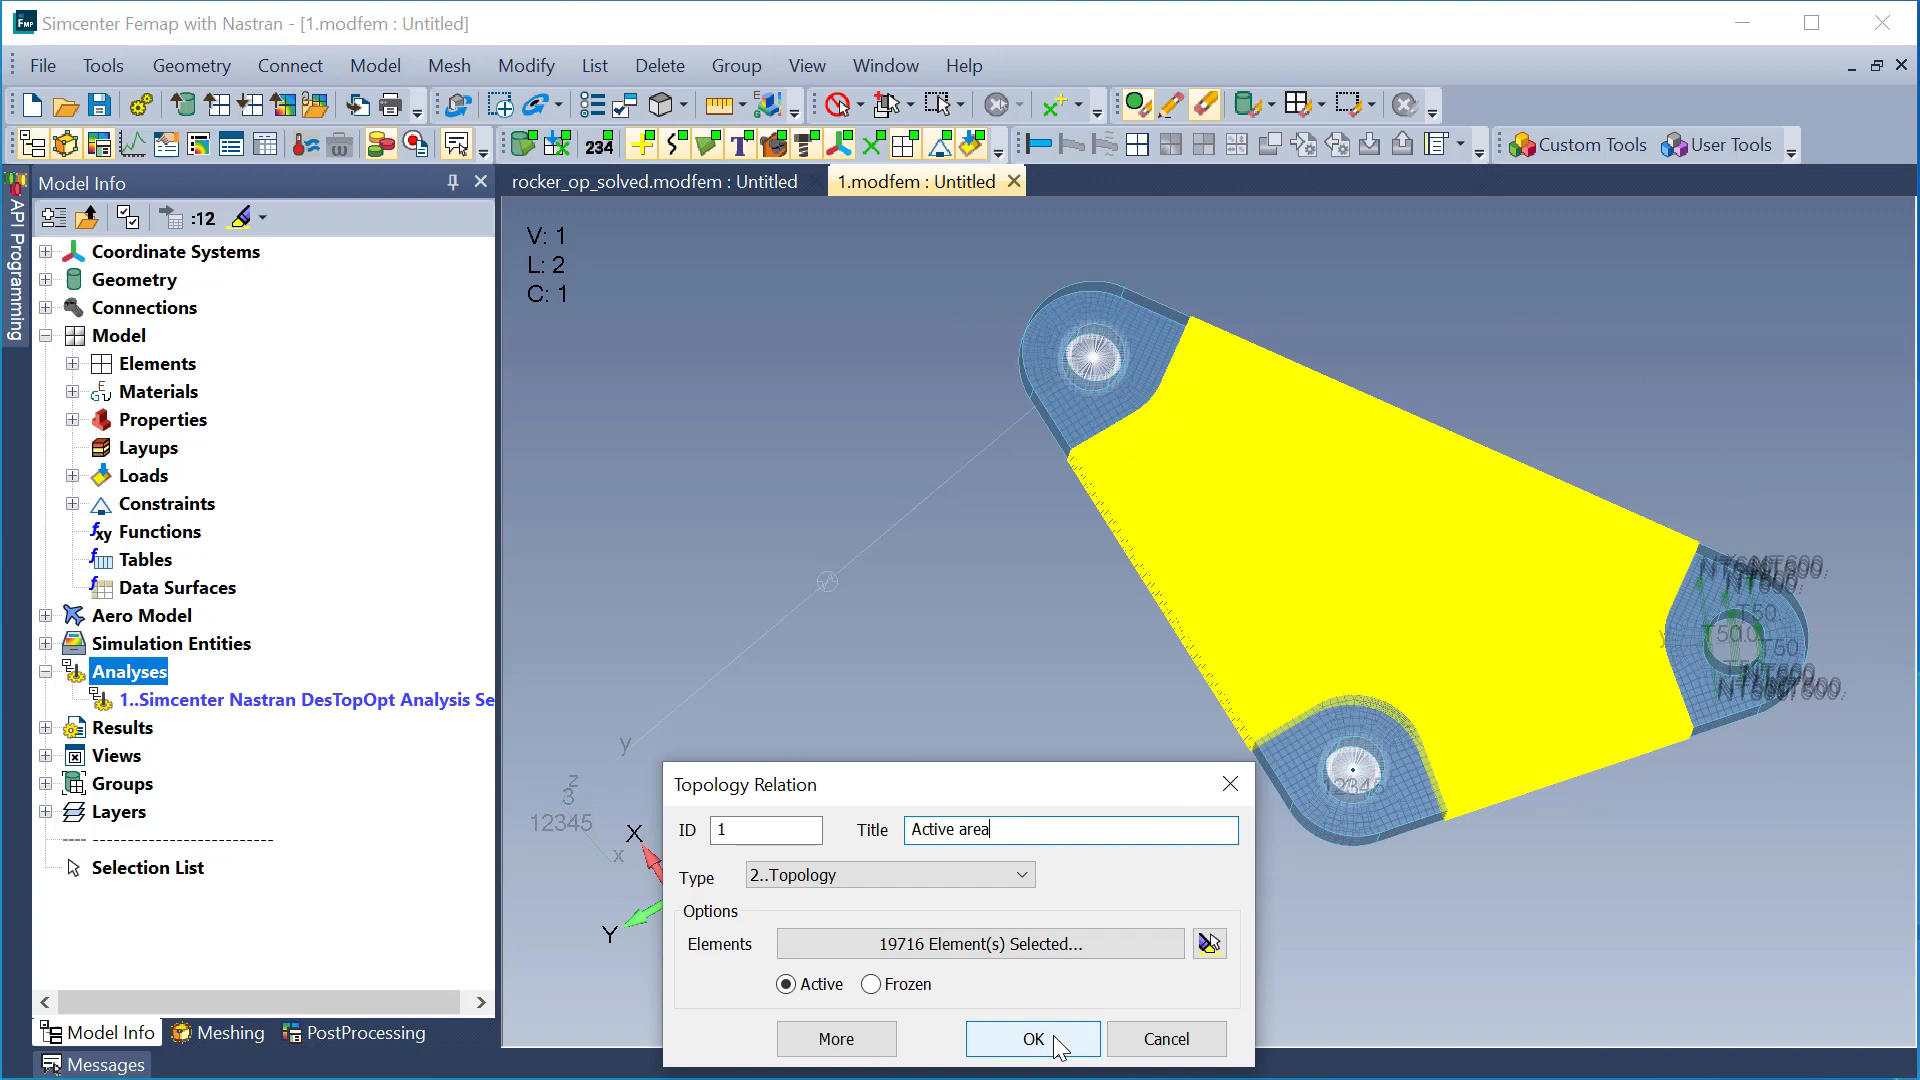 Simcenter Femap with Nastran - [1.modfem : Untitled]
File Tools Geometry Connect Model Mesh Modify List Delete Group View Window Help
234
Custom Tools User Tools
API Programming
Model Info
rocker_op_solved.modfem : Untitled
1.modfem : Untitled
:12
Coordinate Systems
Geometry
Connections
Model
Elements
Materials
Properties
Layups
Loads
Constraints
Functions
Tables
Data Surfaces
Aero Model
Simulation Entities
Analyses
1..Simcenter Nastran DesTopOpt Analysis Se
Results
Views
Groups
Layers
Selection List
Model Info Meshing PostProcessing
Messages
V: 1
L: 2
C: 1
y
z
3
12345
x
X
Y
12345
Topology Relation
ID 1 Title Active area
Type 2..Topology
Options
Elements 19716 Element(s) Selected...
Active Frozen
More OK Cancel